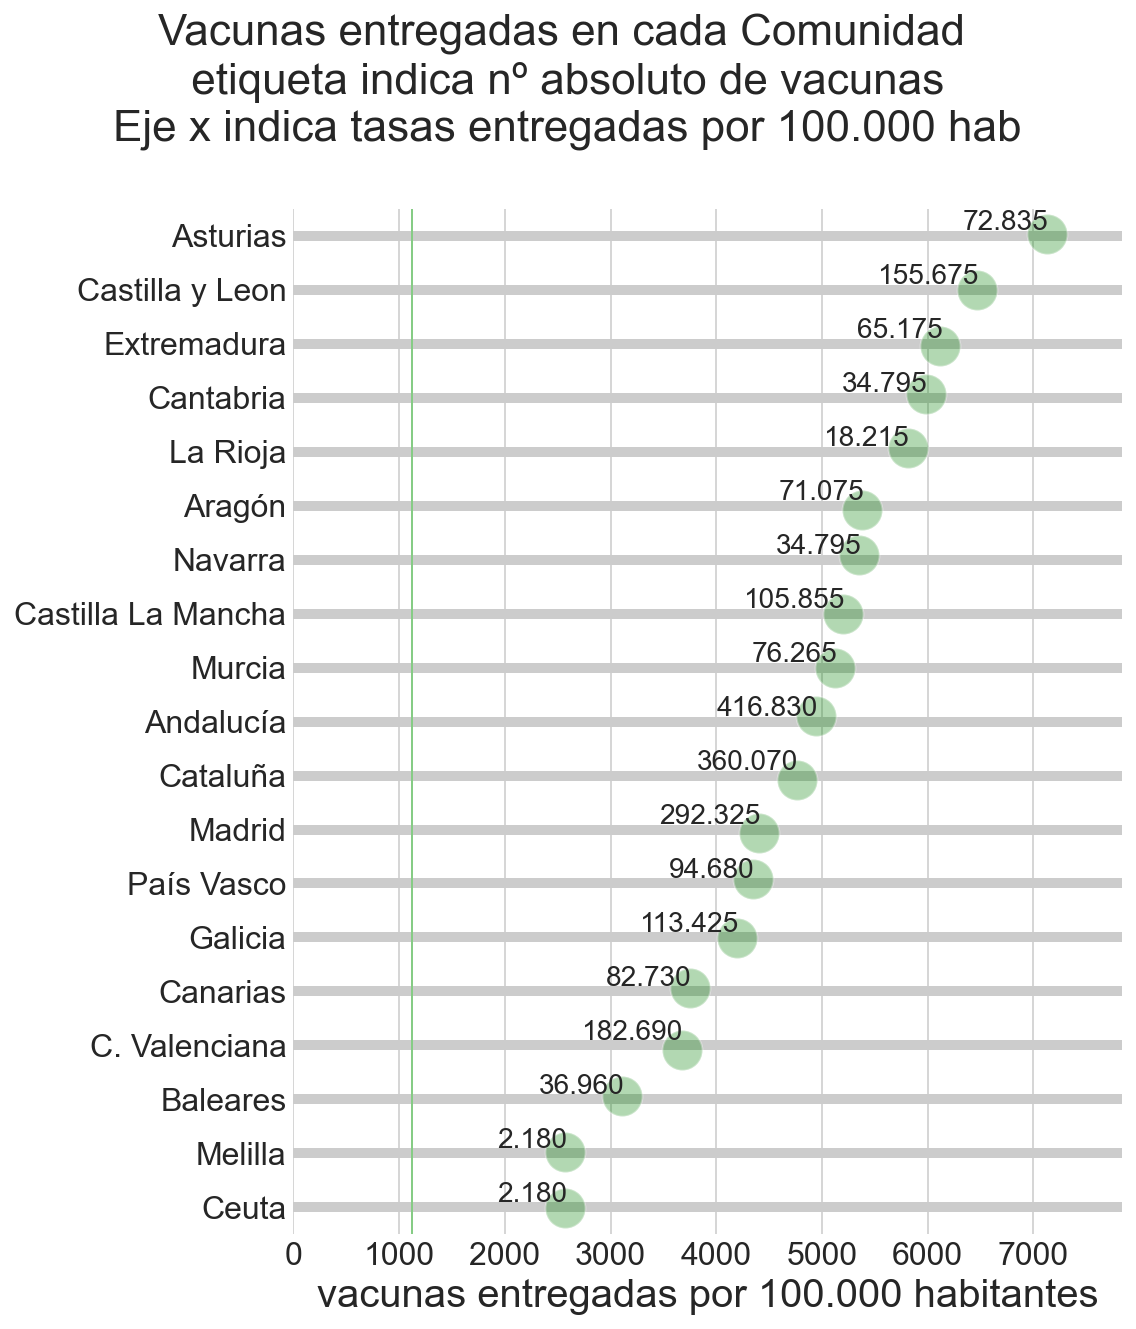 Vacunas entregadas en cada Comunidad
etiqueta indica nº absoluto de vacunas
Eje x indica tasas entregadas por 100.000 hab
Asturias 72.835
Castilla y Leon 155.675
Extremadura 65.175
Cantabria 34.795
La Rioja 18.215
Aragón 71.075
Navarra 34.795
Castilla La Mancha 105.855
Murcia 76.265
Andalucía 416.830
Cataluña 360.070
Madrid 292.325
País Vasco 94.680
Galicia 113.425
Canarias 82.730
C. Valenciana 182.690
Baleares 36.960
Melilla 2.180
Ceuta 2.180
0 1000 2000 3000 4000 5000 6000 7000
vacunas entregadas por 100.000 habitantes